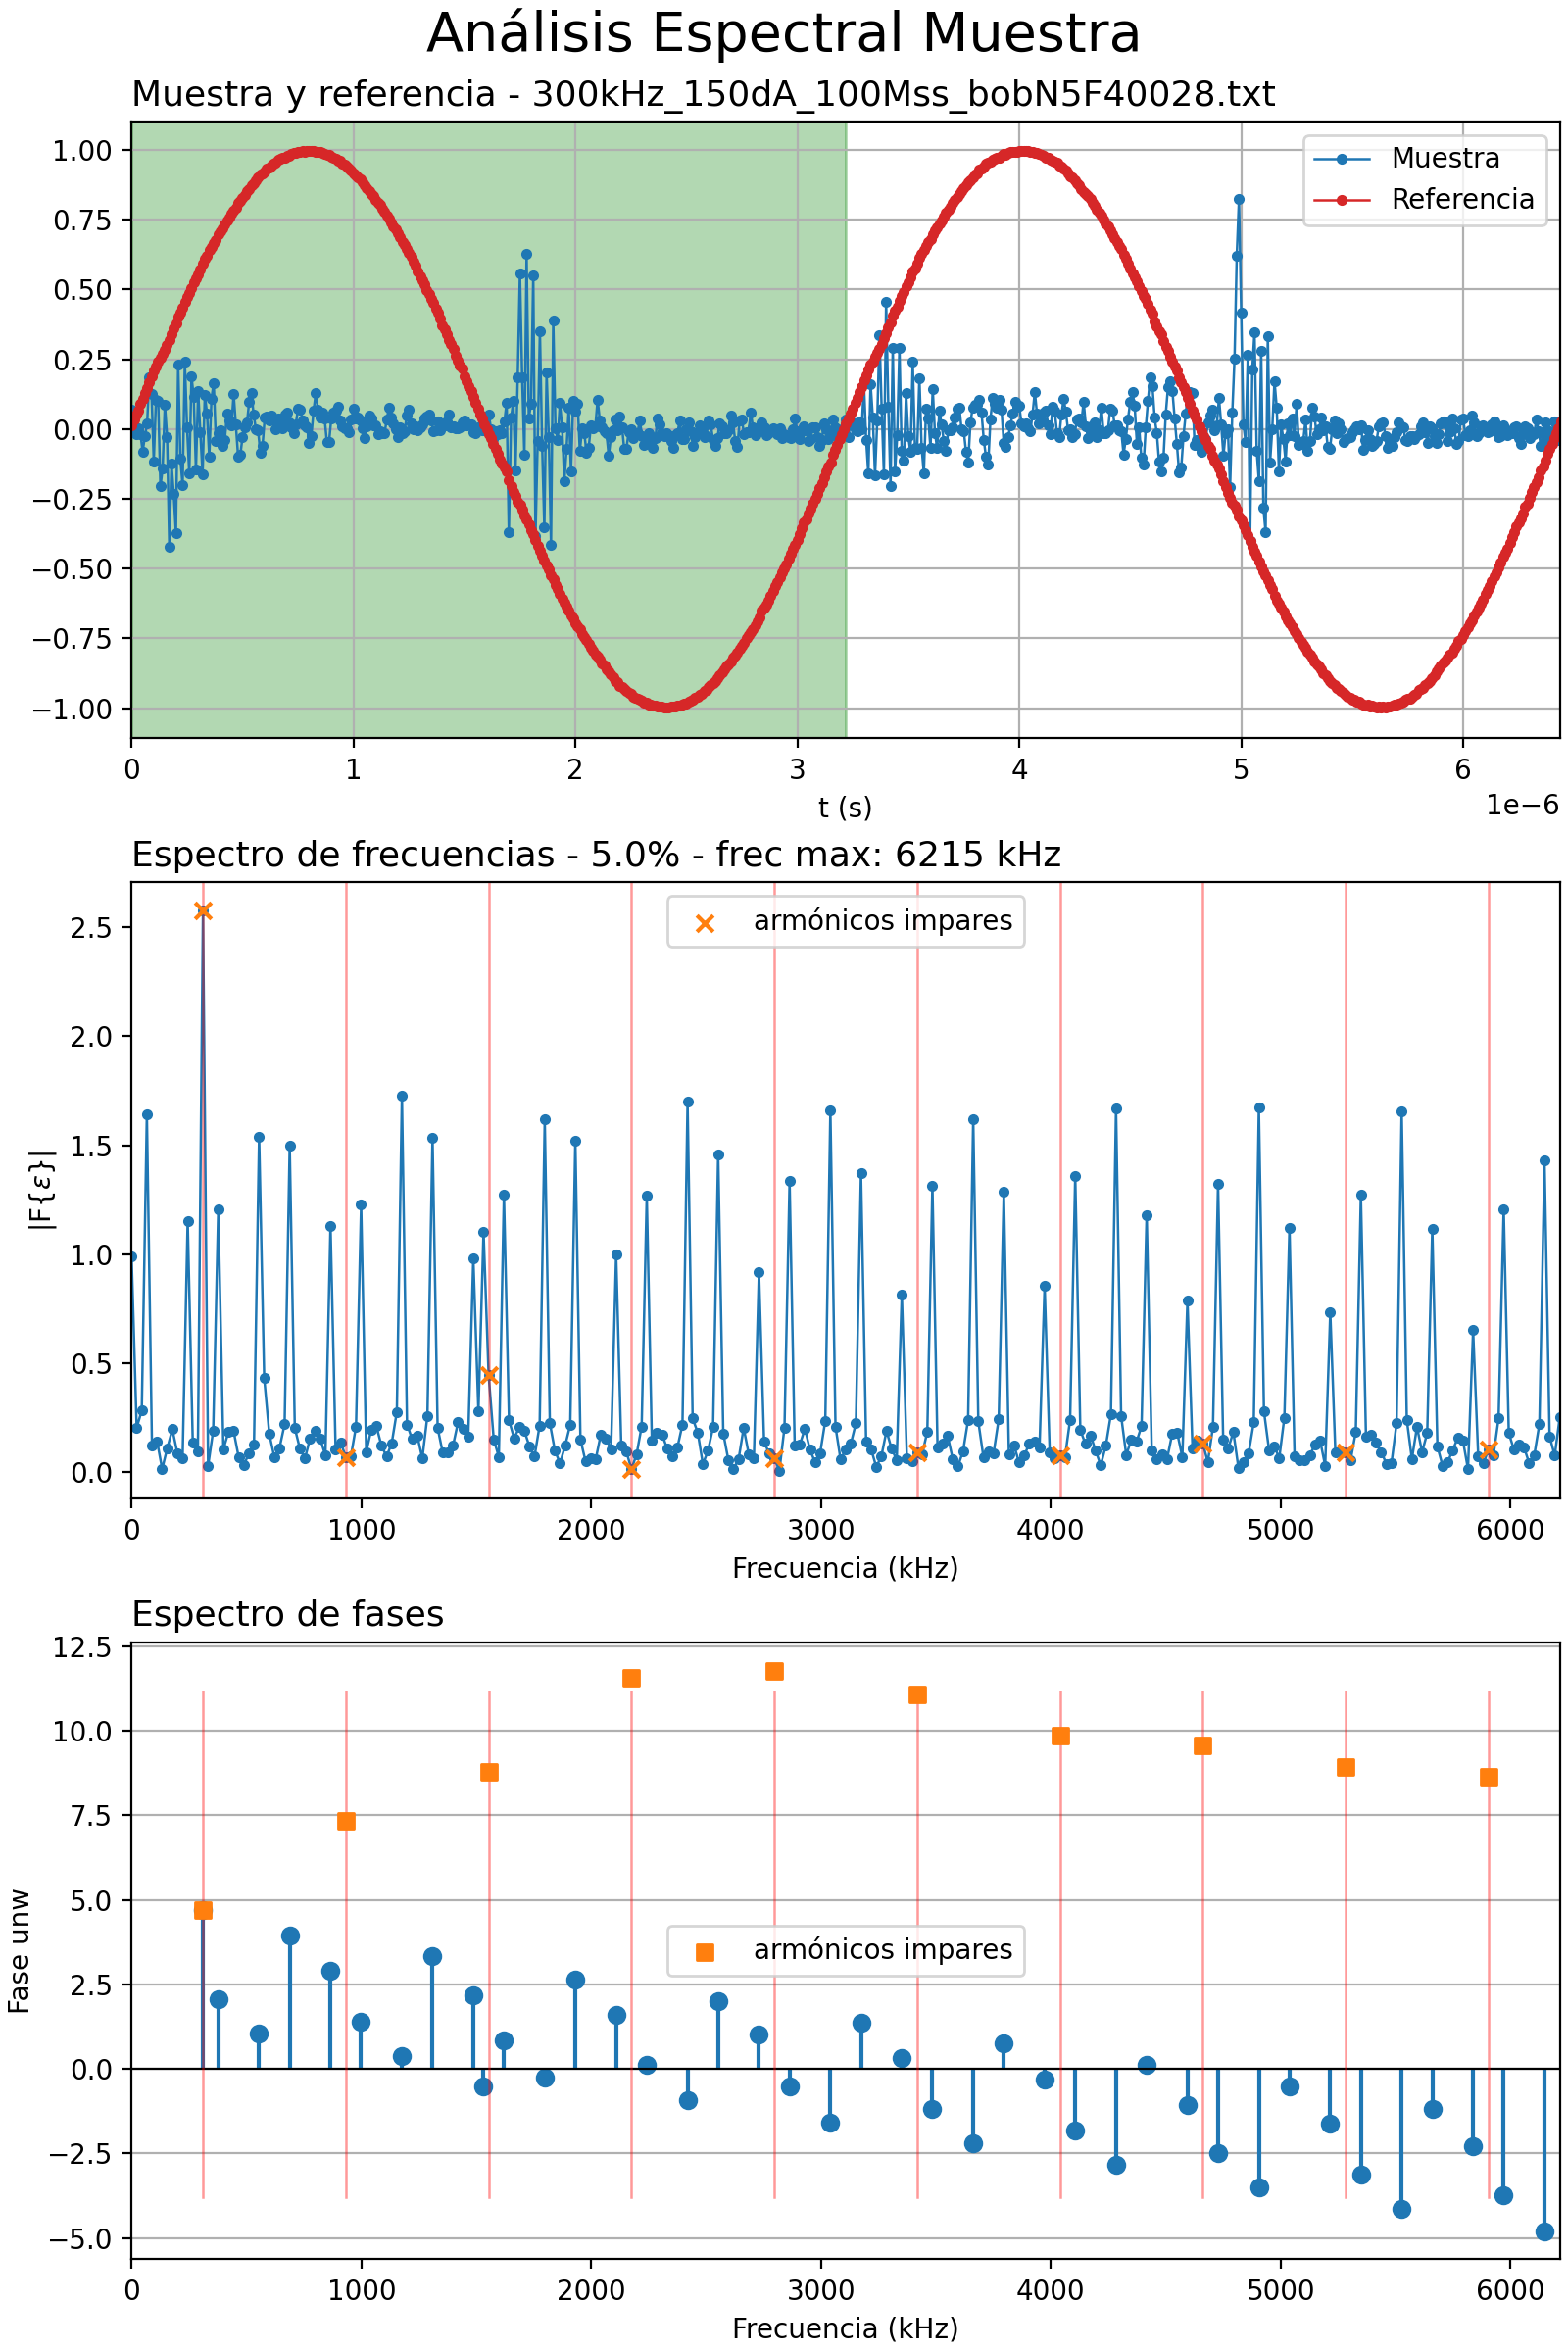 Análisis Espectral Muestra
Muestra y referencia - 300kHz_150dA_100Mss_bobN5F40028.txt
1.00
0.75
0.50
0.25
0.00
−0.25
−0.50
−0.75
−1.00
Muestra
Referencia
0 1 2 3 4 5 6
1e−6
t (s)
Espectro de frecuencias - 5.0% - frec max: 6215 kHz
|F{ε}|
2.5
2.0
1.5
1.0
0.5
0.0
armónicos impares
0 1000 2000 3000 4000 5000 6000
Frecuencia (kHz)
Espectro de fases
Fase unw
12.5
10.0
7.5
5.0
2.5
0.0
−2.5
−5.0
armónicos impares
0 1000 2000 3000 4000 5000 6000
Frecuencia (kHz)